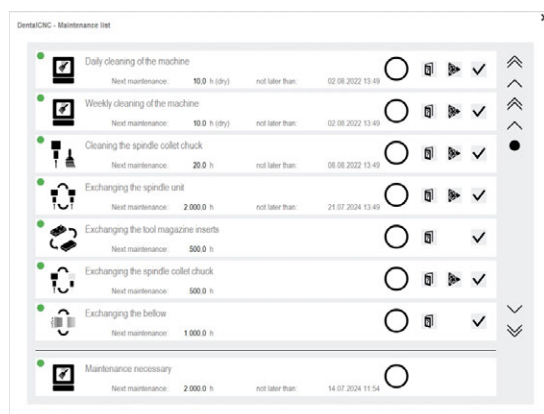 DentalCNC - Maintenance list
Daily cleaning of the machine
Next maintenance: 10.0 h (dry) not later than: 02.08.2022 13:49
Weekly cleaning of the machine
Next maintenance: 10.0 h (dry) not later than: 02.08.2022 13:49
Cleaning the spindle collet chuck
Next maintenance: 20.0 h not later than: 08.08.2022 13:49
Exchanging the spindle unit
Next maintenance: 2 000.0 h not later than: 21.07.2024 13:49
Exchanging the tool magazine inserts
Next maintenance: 500.0 h
Exchanging the spindle collet chuck
Next maintenance: 500.0 h
Exchanging the bellow
Next maintenance: 1 000.0 h
Maintenance necessary
Next maintenance: 2 000.0 h not later than: 14.07.2024 11:54